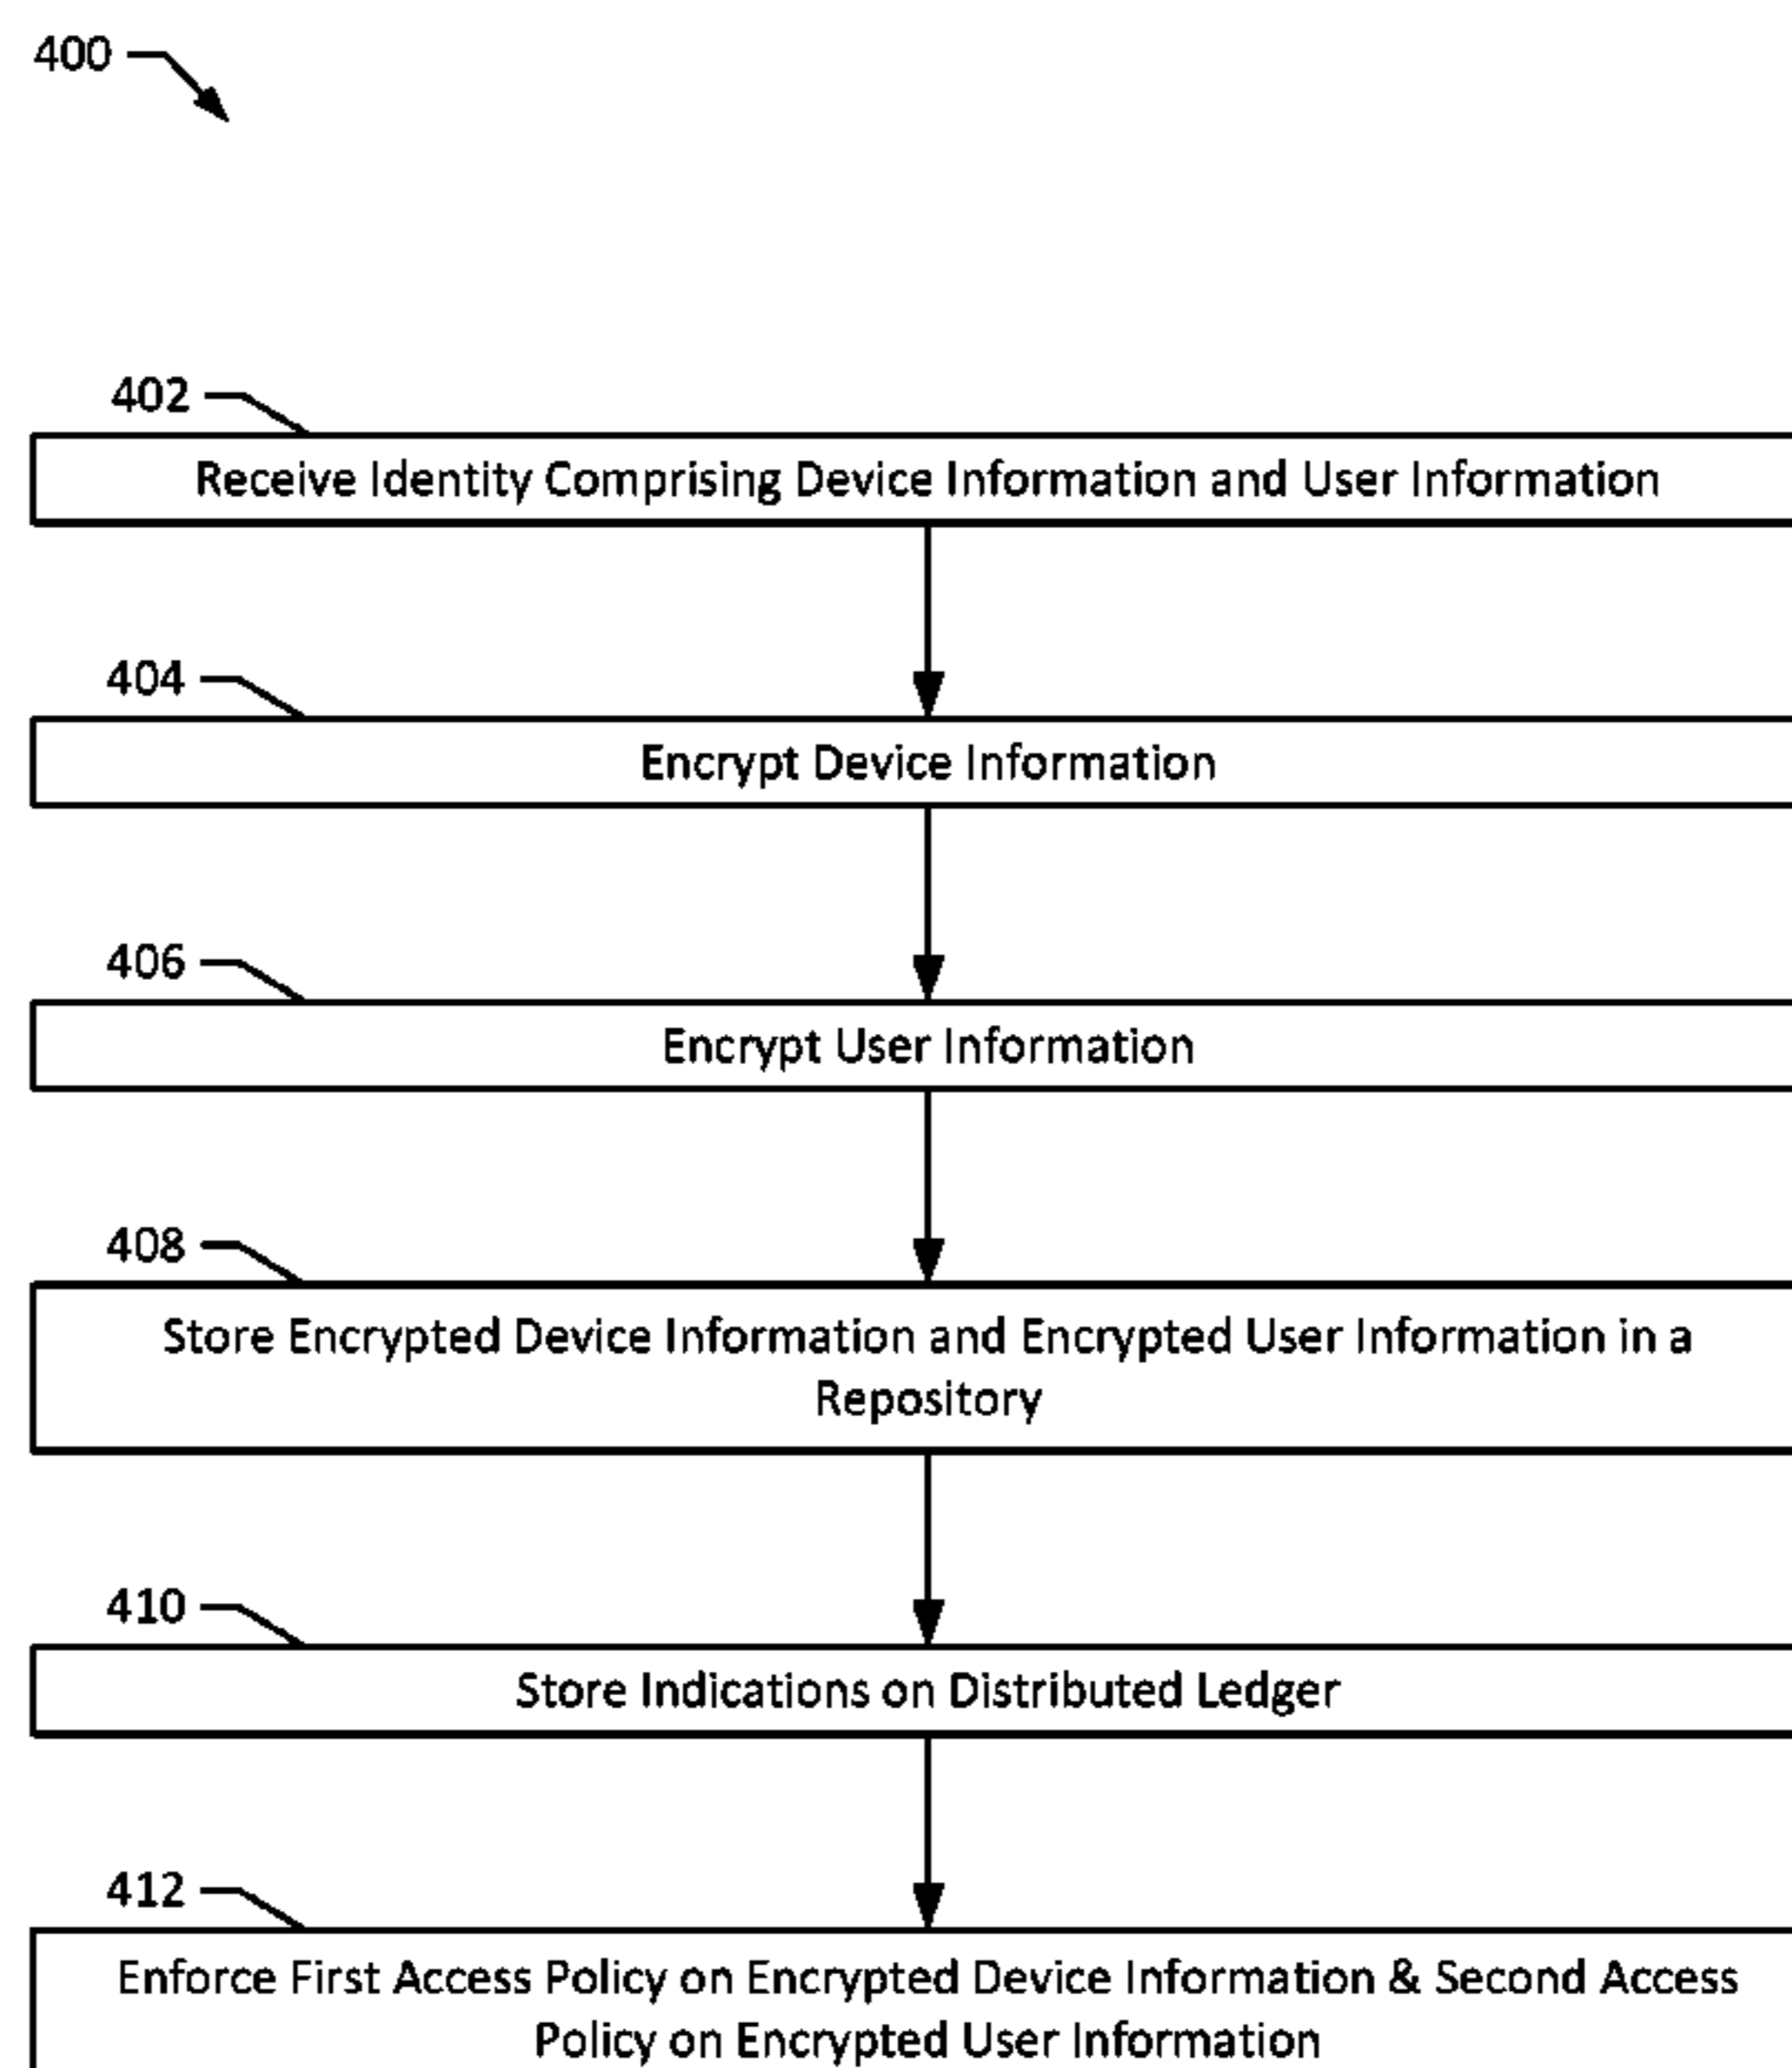 400
402
Receive Identity Comprising Device Information and User Information
404
Encrypt Device Information
406
Encrypt User Information
408
Store Encrypted Device Information and Encrypted User Information in a
Repository
410
Store Indications on Distributed Ledger
412
Enforce First Access Policy on Encrypted Device Information & Second Access
Policy on Encrypted User Information